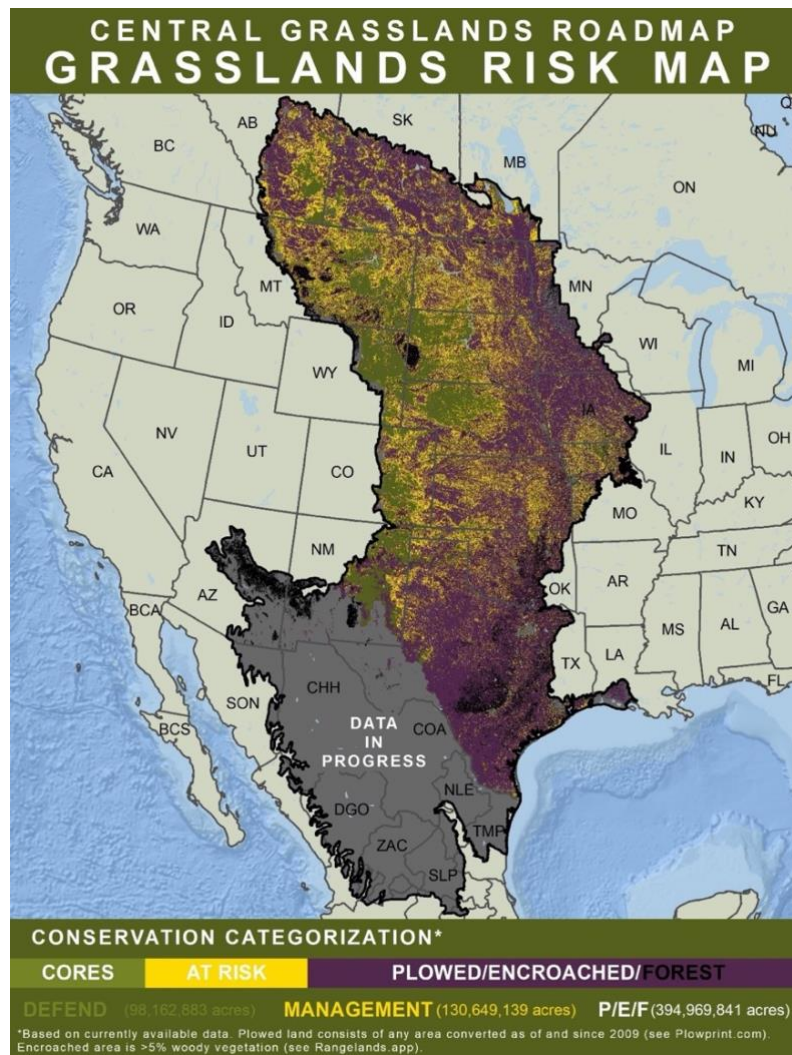 CENTRAL GRASSLANDS ROADMAP
GRASSLANDS RISK MAP
AB
SK
BC
MB
NU
ON
WA
MT
MN
OR
ID
WI
MI
WY
IA
NV
UT
CO
IL
IN
OH
CA
MO
KY
NM
TN
AZ
OK
AR
BCA
MS
AL
GA
TX
LA
SON
CHH
FL
BCS
DATA
IN
PROGRESS
COA
NLE
DGO
TMP
ZAC
SLP
CONSERVATION CATEGORIZATION*
CORES AT RISK PLOWED/ENCROACHED/FOREST
DEFEND (98,162,883 acres) MANAGEMENT (130,649,139 acres) P/E/F (394,969,841 acres)
*Based on currently available data. Plowed land consists of any area converted as of and since 2009 (see Plowprint.com).
Encroached area is >5% woody vegetation (see Rangelands.app).